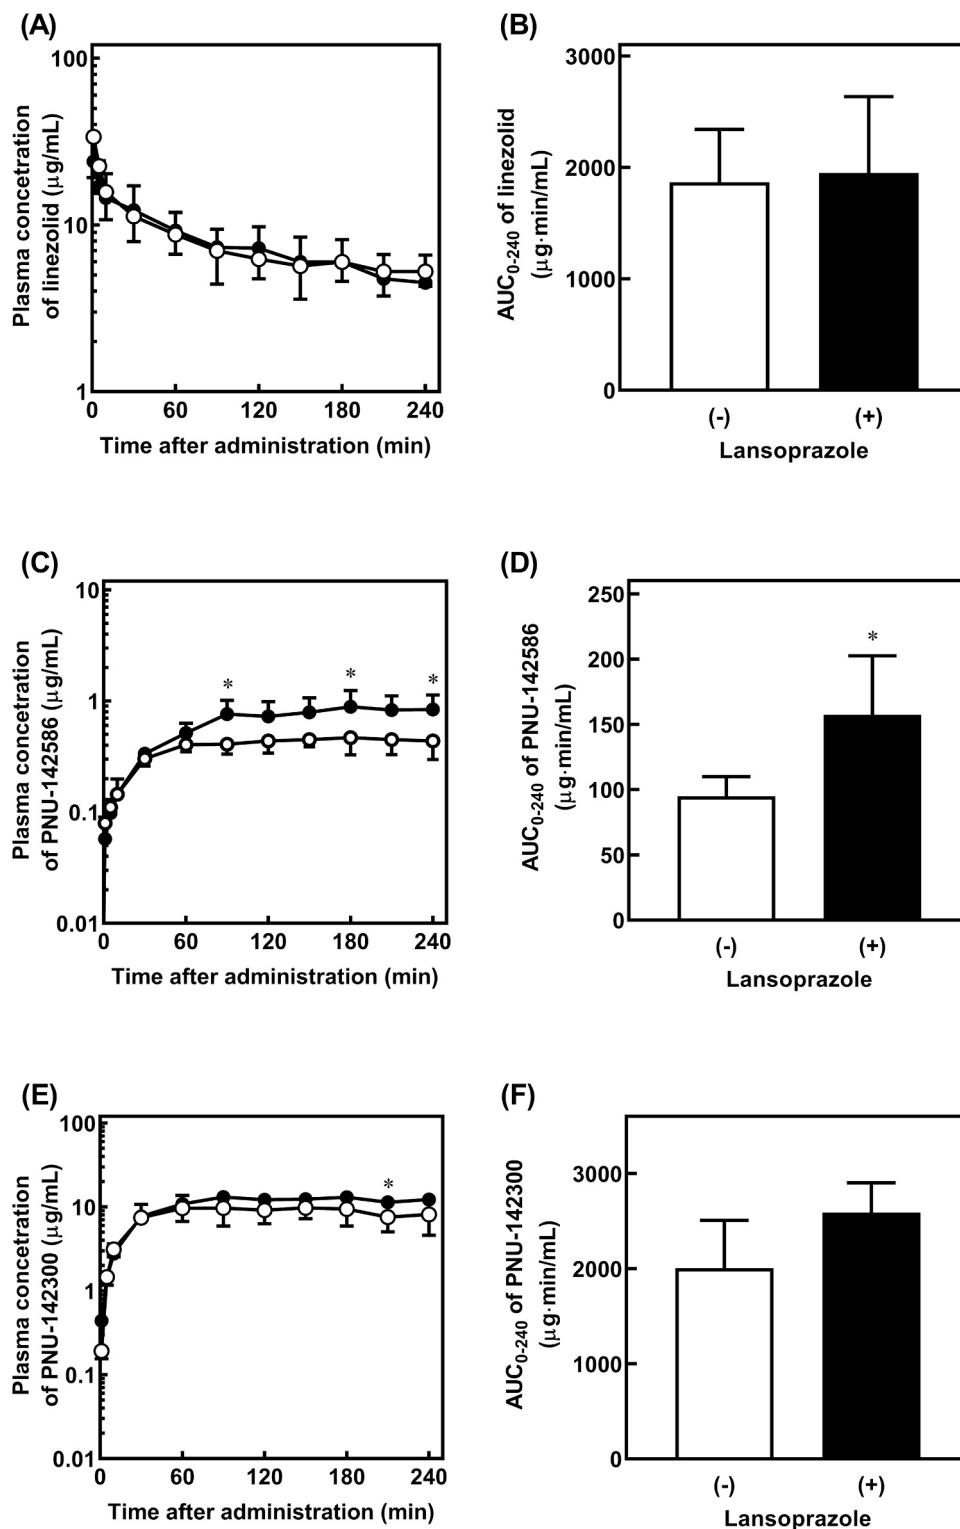 (A)
Plasma concetration
of linezolid (μg/mL)
100
10
1
0 60 120 180 240
Time after administration (min)
(B)
AUC0-240 of linezolid
(μg·min/mL)
3000
2000
1000
0
(-) (+)
Lansoprazole
(C)
Plasma concetration
of PNU-142586 (μg/mL)
10
1
0.1
0.01
* * *
0 60 120 180 240
Time after administration (min)
(D)
AUC0-240 of PNU-142586
(μg·min/mL)
250
200
150
100
50
0
*
(-) (+)
Lansoprazole
(E)
Plasma concetration
of PNU-142300 (μg/mL)
100
10
1
0.1
0.01
*
0 60 120 180 240
Time after administration (min)
(F)
AUC0-240 of PNU-142300
(μg·min/mL)
3000
2000
1000
0
(-) (+)
Lansoprazole